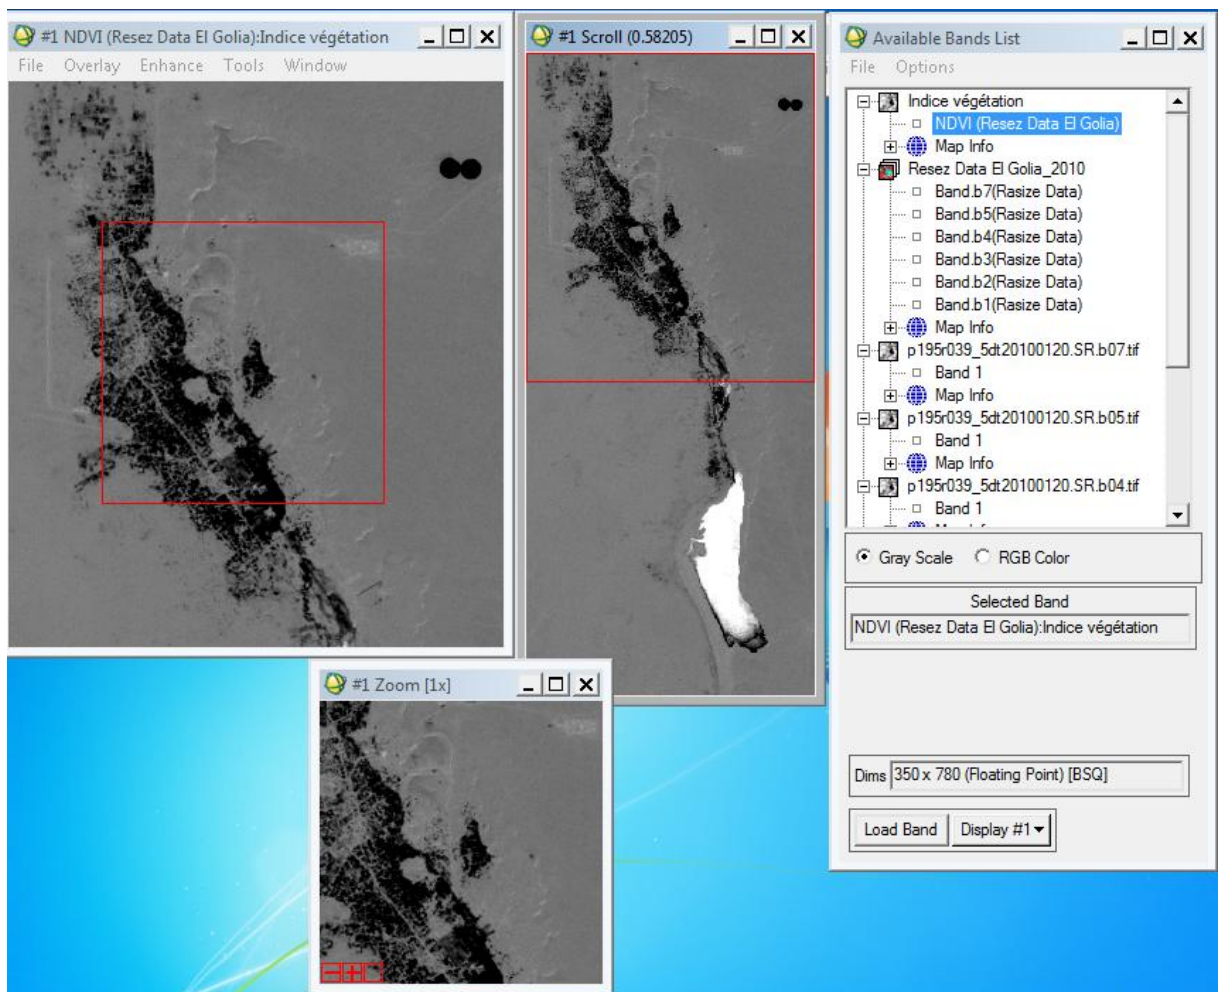 #1 NDVI (Resez Data El Golia):Indice végétation
File Overlay Enhance Tools Window
#1 Scroll (0.58205)
#1 Zoom [1x]
Available Bands List
File Options
Indice végétation
NDVI (Resez Data El Golia)
Map Info
Resez Data El Golia_2010
Band.b7(Rasize Data)
Band.b5(Rasize Data)
Band.b4(Rasize Data)
Band.b3(Rasize Data)
Band.b2(Rasize Data)
Band.b1(Rasize Data)
Map Info
p195r039_5dt20100120.SR.b07.tif
Band 1
Map Info
p195r039_5dt20100120.SR.b05.tif
Band 1
Map Info
p195r039_5dt20100120.SR.b04.tif
Band 1
Gray Scale RGB Color
Selected Band
NDVI (Resez Data El Golia):Indice végétation
Dims 350 x 780 (Floating Point) [BSQ]
Load Band Display #1